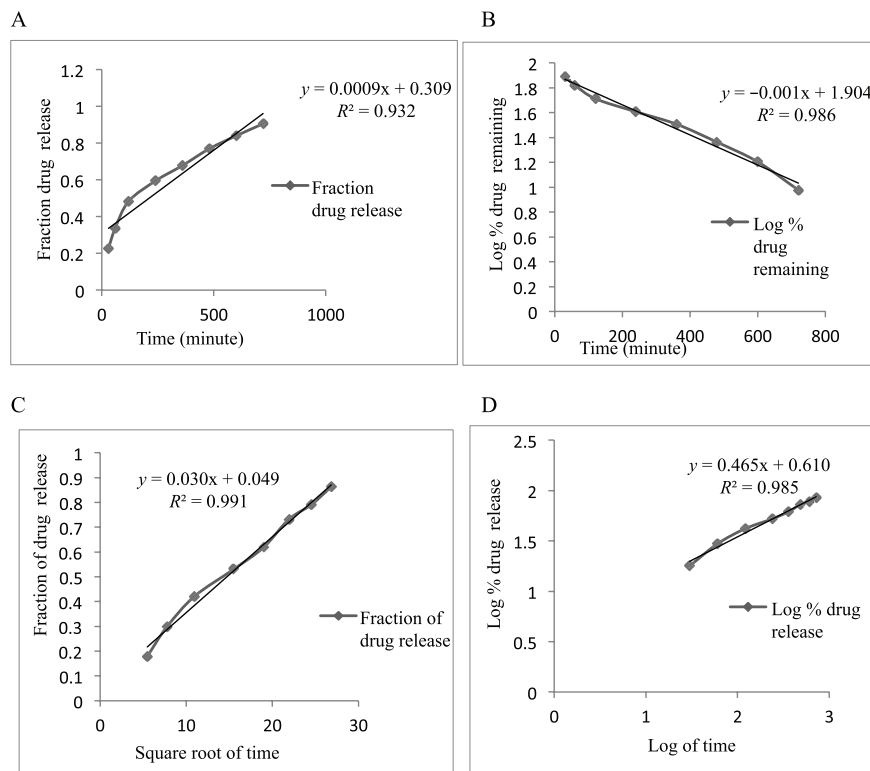 A
1.2
1
0.8
0.6
0.4
0.2
0
0
500
1000
Fraction drug release
Time (minute)
y = 0.0009x + 0.309
R² = 0.932
Fraction
drug release
B
2
1.8
1.6
1.4
1.2
1
1.8
1.6
1.4
1.2
0
0
200
400
600
800
Log % drug remaining
Time (minute)
y = −0.001x + 1.904
R² = 0.986
Log %
drug
remaining
C
1
0.9
0.8
0.7
0.6
0.5
0.4
0.3
0.2
0.1
0
0
10
20
30
Fraction of drug release
Square root of time
y = 0.030x + 0.049
R² = 0.991
Fraction of
drug release
D
2.5
2
1.5
1
0.5
0
0
1
2
3
Log % drug release
Log of time
y = 0.465x + 0.610
R² = 0.985
Log % drug
release